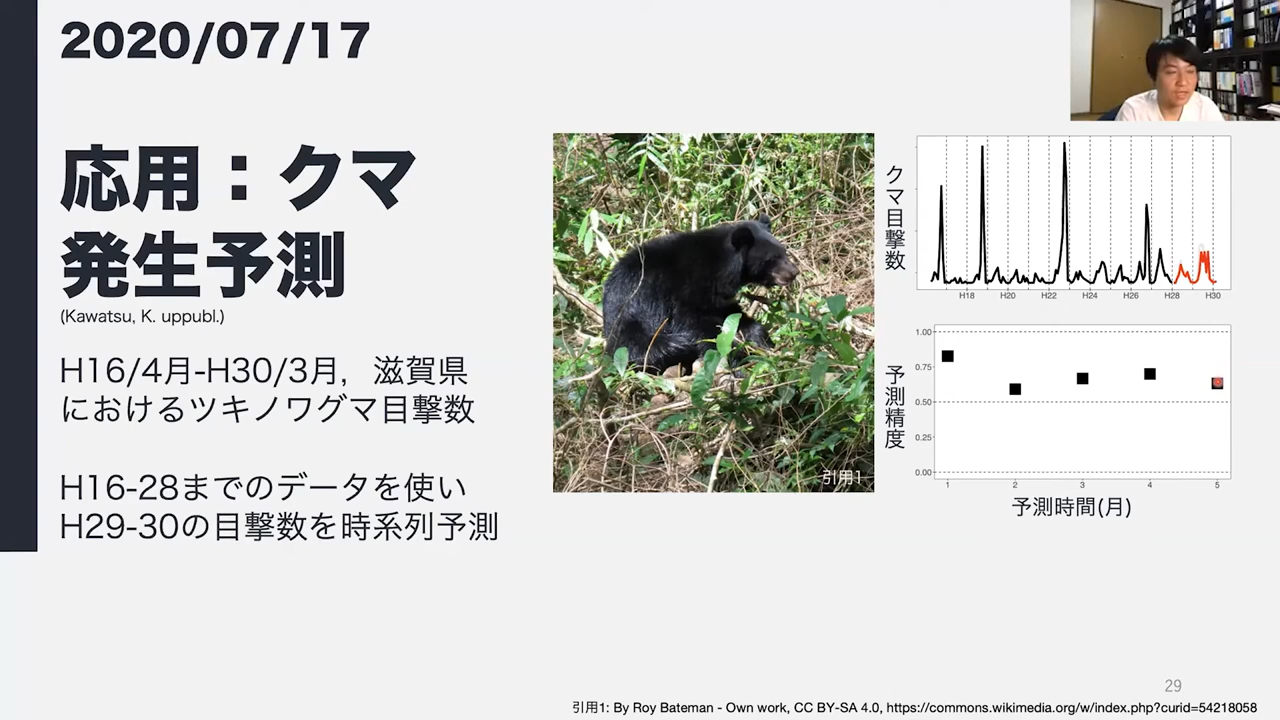 2020/07/17
応用：クマ
発生予測
(Kawatsu, K. uppubl.)
H16/4月-H30/3月，滋賀県
におけるツキノワグマ目撃数
H16-28までのデータを使い
H29-30の目撃数を時系列予測
引用1
クマ目撃数
H18 H20 H22 H24 H26 H28 H30
予測精度
1.00
0.75
0.50
0.25
0.00
1 2 3 4 5
予測時間(月)
29
引用1: By Roy Bateman - Own work, CC BY-SA 4.0, https://commons.wikimedia.org/w/index.php?curid=54218058